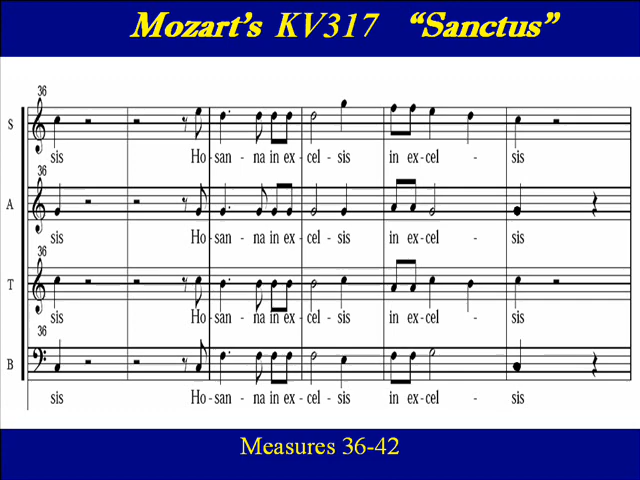 Mozart's KV317 "Sanctus"
36
S
sis Ho - san - na in ex - cel - sis in ex - cel - sis
36
A
sis Ho - san - na in ex - cel - sis in ex - cel - sis
36
T
sis Ho - san - na in ex - cel - sis in ex - cel - sis
36
B
sis Ho - san - na in ex - cel - sis in ex - cel - sis
Measures 36-42